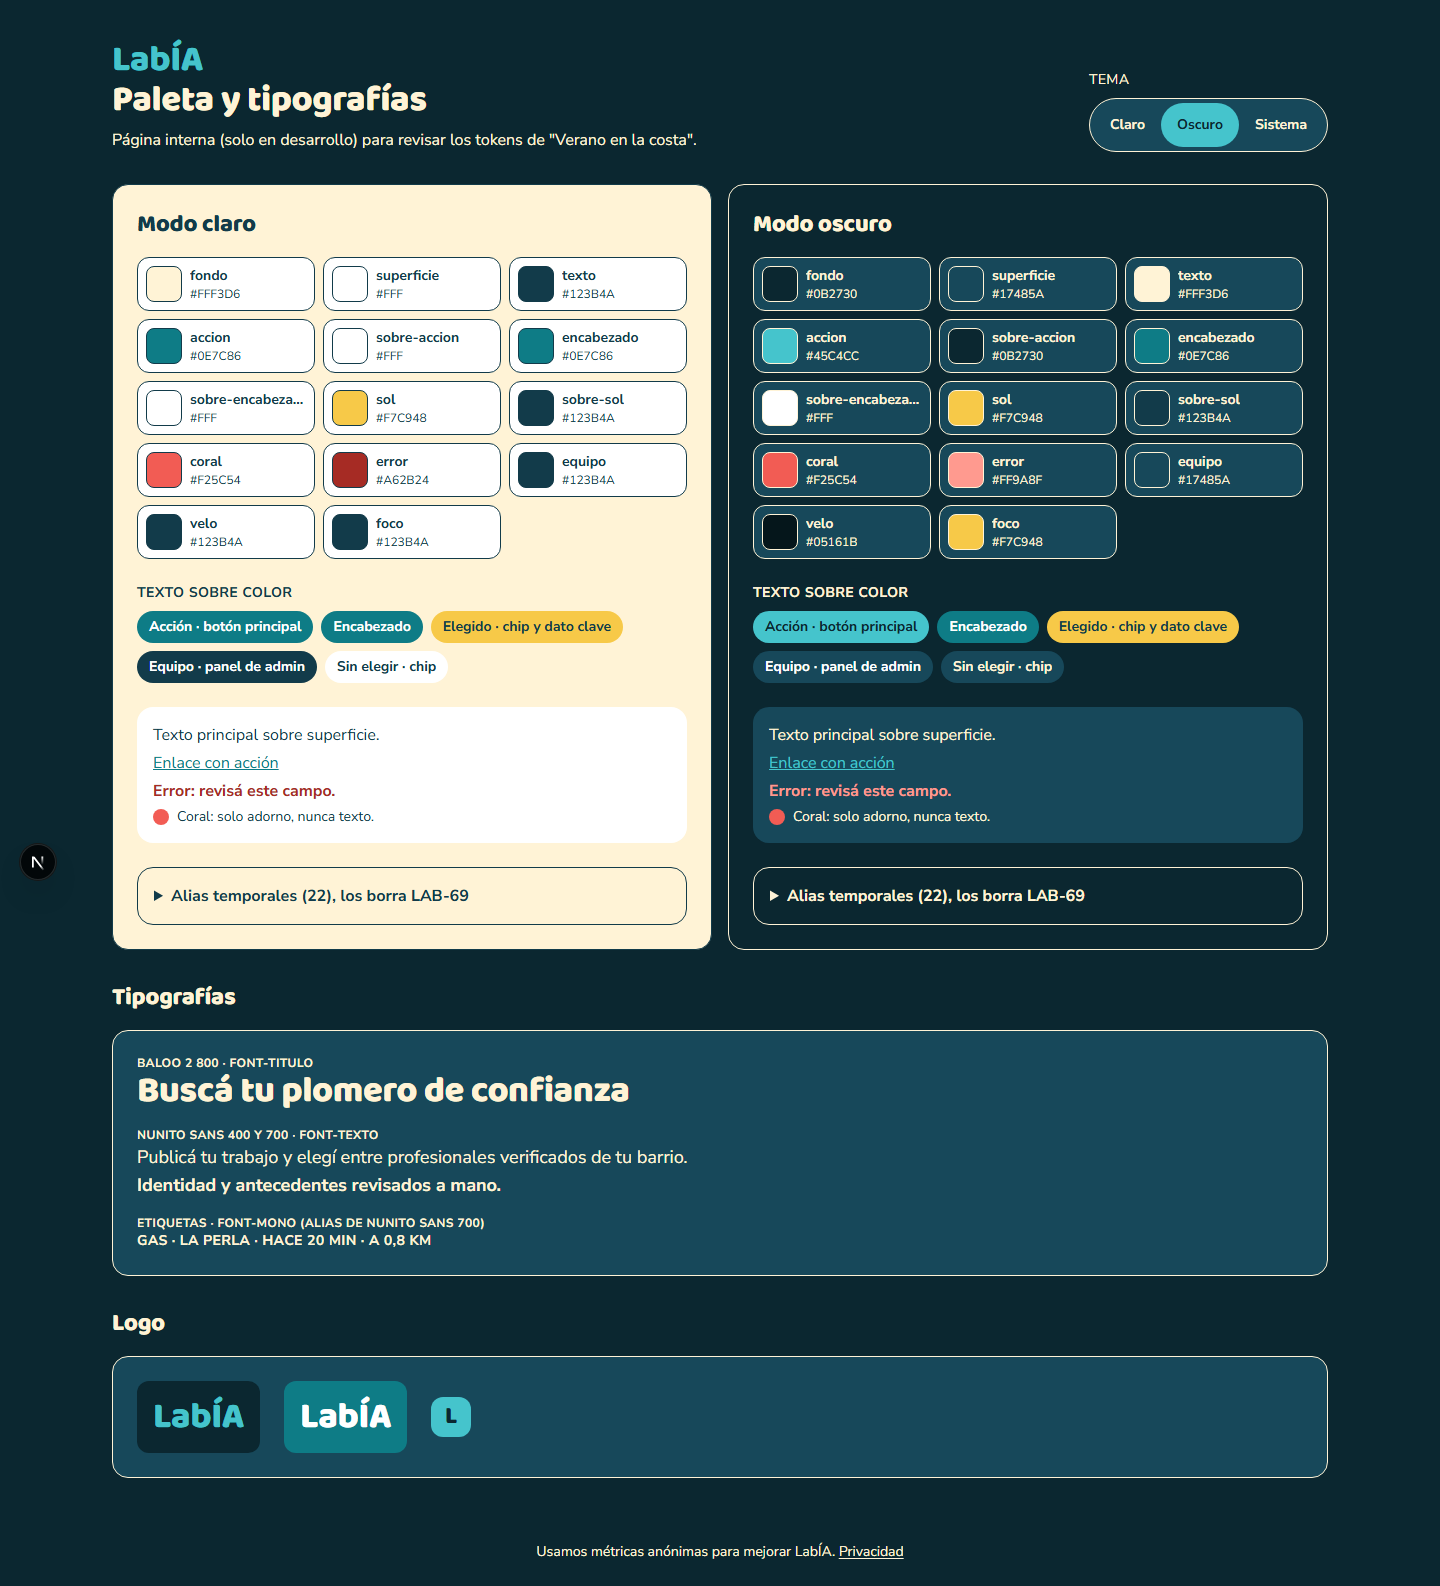 LabÍA
Paleta y tipografías
Página interna (solo en desarrollo) para revisar los tokens de "Verano en la costa".
TEMA
Claro
Oscuro
Sistema
Modo claro
fondo
#FFF3D6
superficie
#FFF
texto
#123B4A
accion
#0E7C86
sobre-accion
#FFF
encabezado
#0E7C86
sobre-encabeza...
#FFF
sol
#F7C948
sobre-sol
#123B4A
coral
#F25C54
error
#A62B24
equipo
#123B4A
velo
#123B4A
foco
#123B4A
TEXTO SOBRE COLOR
Acción · botón principal
Encabezado
Elegido · chip y dato clave
Equipo · panel de admin
Sin elegir · chip
Texto principal sobre superficie.
Enlace con acción
Error: revisá este campo.
Coral: solo adorno, nunca texto.
Alias temporales (22), los borra LAB-69
Modo oscuro
fondo
#0B2730
superficie
#17485A
texto
#FFF3D6
accion
#45C4CC
sobre-accion
#0B2730
encabezado
#0E7C86
sobre-encabeza...
#FFF
sol
#F7C948
sobre-sol
#123B4A
coral
#F25C54
error
#FF9A8F
equipo
#17485A
velo
#05161B
foco
#F7C948
TEXTO SOBRE COLOR
Acción · botón principal
Encabezado
Elegido · chip y dato clave
Equipo · panel de admin
Sin elegir · chip
Texto principal sobre superficie.
Enlace con acción
Error: revisá este campo.
Coral: solo adorno, nunca texto.
Alias temporales (22), los borra LAB-69
N
Tipografías
BALOO 2 800 · FONT-TITULO
Buscá tu plomero de confianza
NUNITO SANS 400 Y 700 · FONT-TEXTO
Publicá tu trabajo y elegí entre profesionales verificados de tu barrio.
Identidad y antecedentes revisados a mano.
ETIQUETAS · FONT-MONO (ALIAS DE NUNITO SANS 700)
GAS · LA PERLA · HACE 20 MIN · A 0,8 KM
Logo
LabÍA
LabÍA
L
Usamos métricas anónimas para mejorar LabÍA. Privacidad